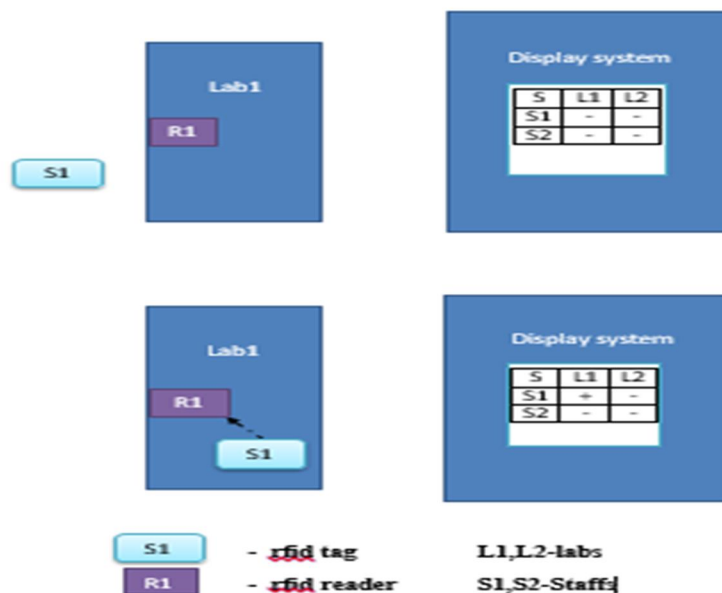 Lab1
R1
S1
Display system
S L1 L2
S1 - -
S2 - -
Lab1
R1
S1
Display system
S L1 L2
S1 + -
S2 - -
S1 - rfid tag L1,L2-labs
R1 - rfid reader S1,S2-Staffs